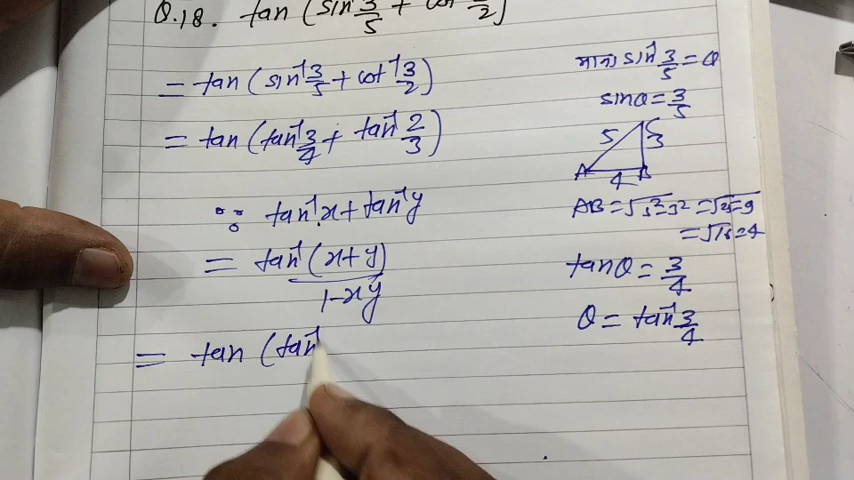 Q.18. tan (sin⁻¹ 3/5 + cot⁻¹ 3/2)
= tan (sin⁻¹ 3/5 + cot⁻¹ 3/2)
= tan (tan⁻¹ 3/4 + tan⁻¹ 2/3)
∵ tan⁻¹x + tan⁻¹y
= tan⁻¹ (x+y)/(1-xy)
= tan (tan⁻¹
माना sin⁻¹ 3/5 = θ
sinθ = 3/5
5 C 3
A 4 B
AB = √5²-3² = √25-9
= √16 = 4
tanθ = 3/4
θ = tan⁻¹ 3/4